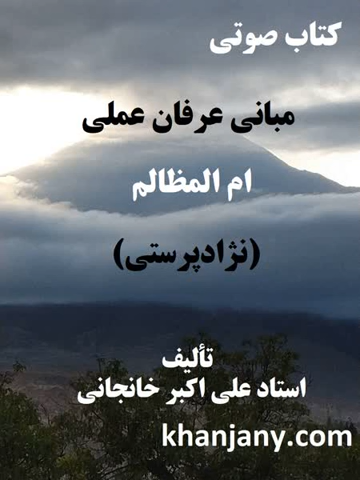 کتاب صوتی
مبانی عرفان عملی
ام المظالم
(نژادپرستی)
تألیف
استاد علی اکبر خانجانی
khanjany.com